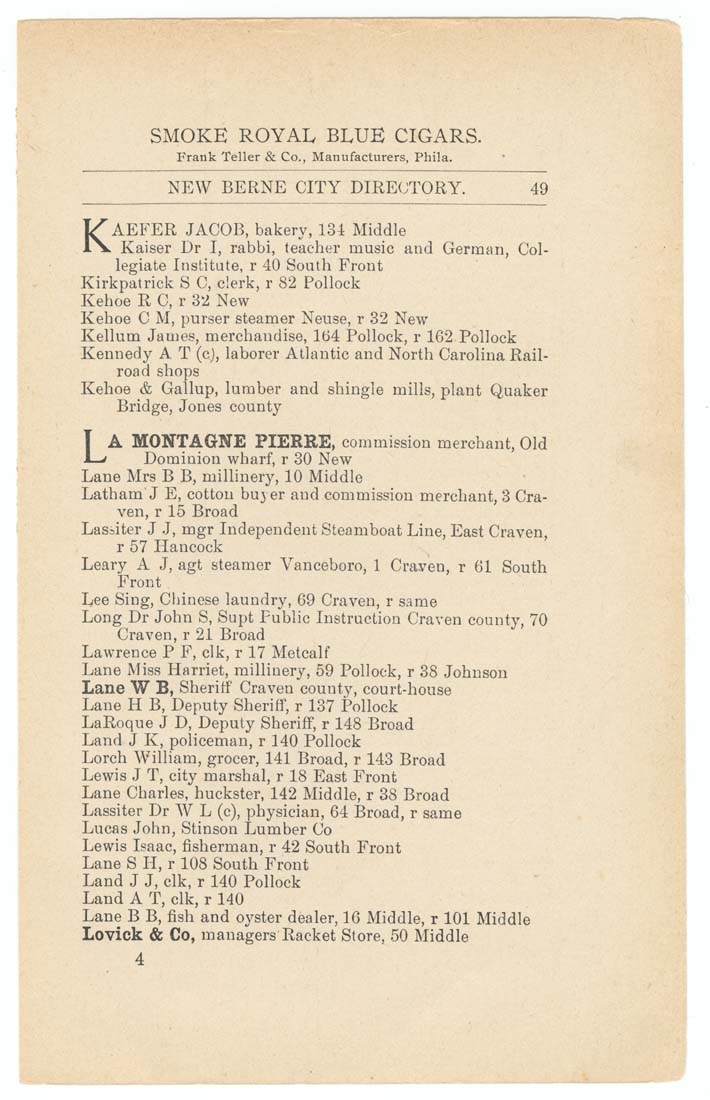 SMOKE ROYAL BLUE CIGARS.
Frank Teller & Co., Manufacturers, Phila.
NEW BERNE CITY DIRECTORY. 49
KAEFER JACOB, bakery, 134 Middle
Kaiser Dr I, rabbi, teacher music and German, Col-
legiate Institute, r 40 South Front
Kirkpatrick S C, clerk, r 82 Pollock
Kehoe R C, r 32 New
Kehoe C M, purser steamer Neuse, r 32 New
Kellum James, merchandise, 164 Pollock, r 162 Pollock
Kennedy A T (c), laborer Atlantic and North Carolina Rail-
road shops
Kehoe & Gallup, lumber and shingle mills, plant Quaker
Bridge, Jones county
LA MONTAGNE PIERRE, commission merchant, Old
Dominion wharf, r 30 New
Lane Mrs B B, millinery, 10 Middle
Latham J E, cotton buyer and commission merchant, 3 Cra-
ven, r 15 Broad
Lassiter J J, mgr Independent Steamboat Line, East Craven,
r 57 Hancock
Leary A J, agt steamer Vanceboro, 1 Craven, r 61 South
Front
Lee Sing, Chinese laundry, 69 Craven, r same
Long Dr John S, Supt Public Instruction Craven county, 70
Craven, r 21 Broad
Lawrence P F, clk, r 17 Metcalf
Lane Miss Harriet, millinery, 59 Pollock, r 38 Johnson
Lane W B, Sheriff Craven county, court-house
Lane H B, Deputy Sheriff, r 137 Pollock
LaRoque J D, Deputy Sheriff, r 148 Broad
Land J K, policeman, r 140 Pollock
Lorch William, grocer, 141 Broad, r 143 Broad
Lewis J T, city marshal, r 18 East Front
Lane Charles, huckster, 142 Middle, r 38 Broad
Lassiter Dr W L (c), physician, 64 Broad, r same
Lucas John, Stinson Lumber Co
Lewis Isaac, fisherman, r 42 South Front
Lane S H, r 108 South Front
Land J J, clk, r 140 Pollock
Land A T, clk, r 140
Lane B B, fish and oyster dealer, 16 Middle, r 101 Middle
Lovick & Co, managers Racket Store, 50 Middle
4